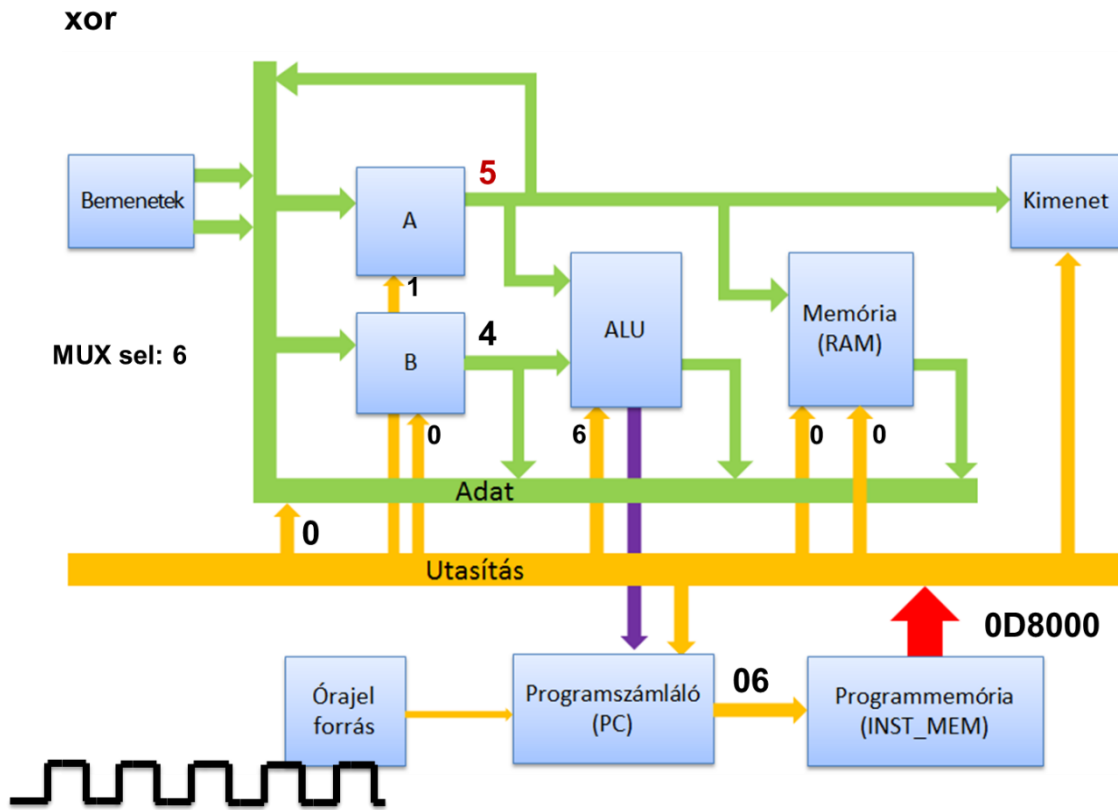 xor
Bemenetek
A
5
Kimenet
1
MUX sel: 6
B
4
ALU
Memória
(RAM)
0
6
0
0
Adat
0
Utasítás
0D8000
Órajel
forrás
Programszámláló
(PC)
06
Programmemória
(INST_MEM)